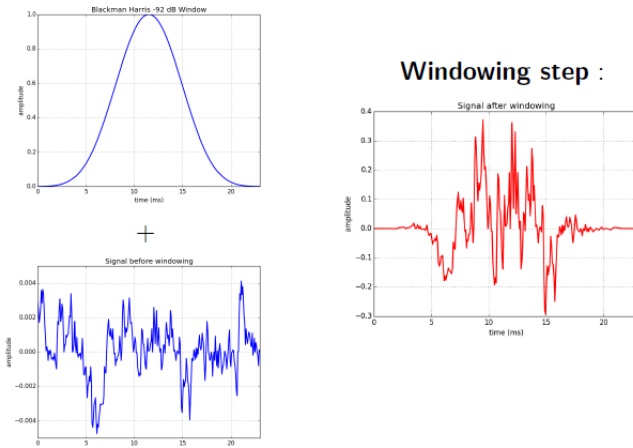 Blackman Harris -92 dB Window
1.0
0.8
0.6
0.4
0.2
0.0
amplitude
0 5 10 15 20
time (ms)
+
Signal before windowing
0.004
0.002
0.000
−0.002
−0.004
amplitude
0 5 10 15 20
Windowing step :
Signal after windowing
0.4
0.3
0.2
0.1
0.0
−0.1
−0.2
−0.3
amplitude
0 5 10 15 20
time (ms)